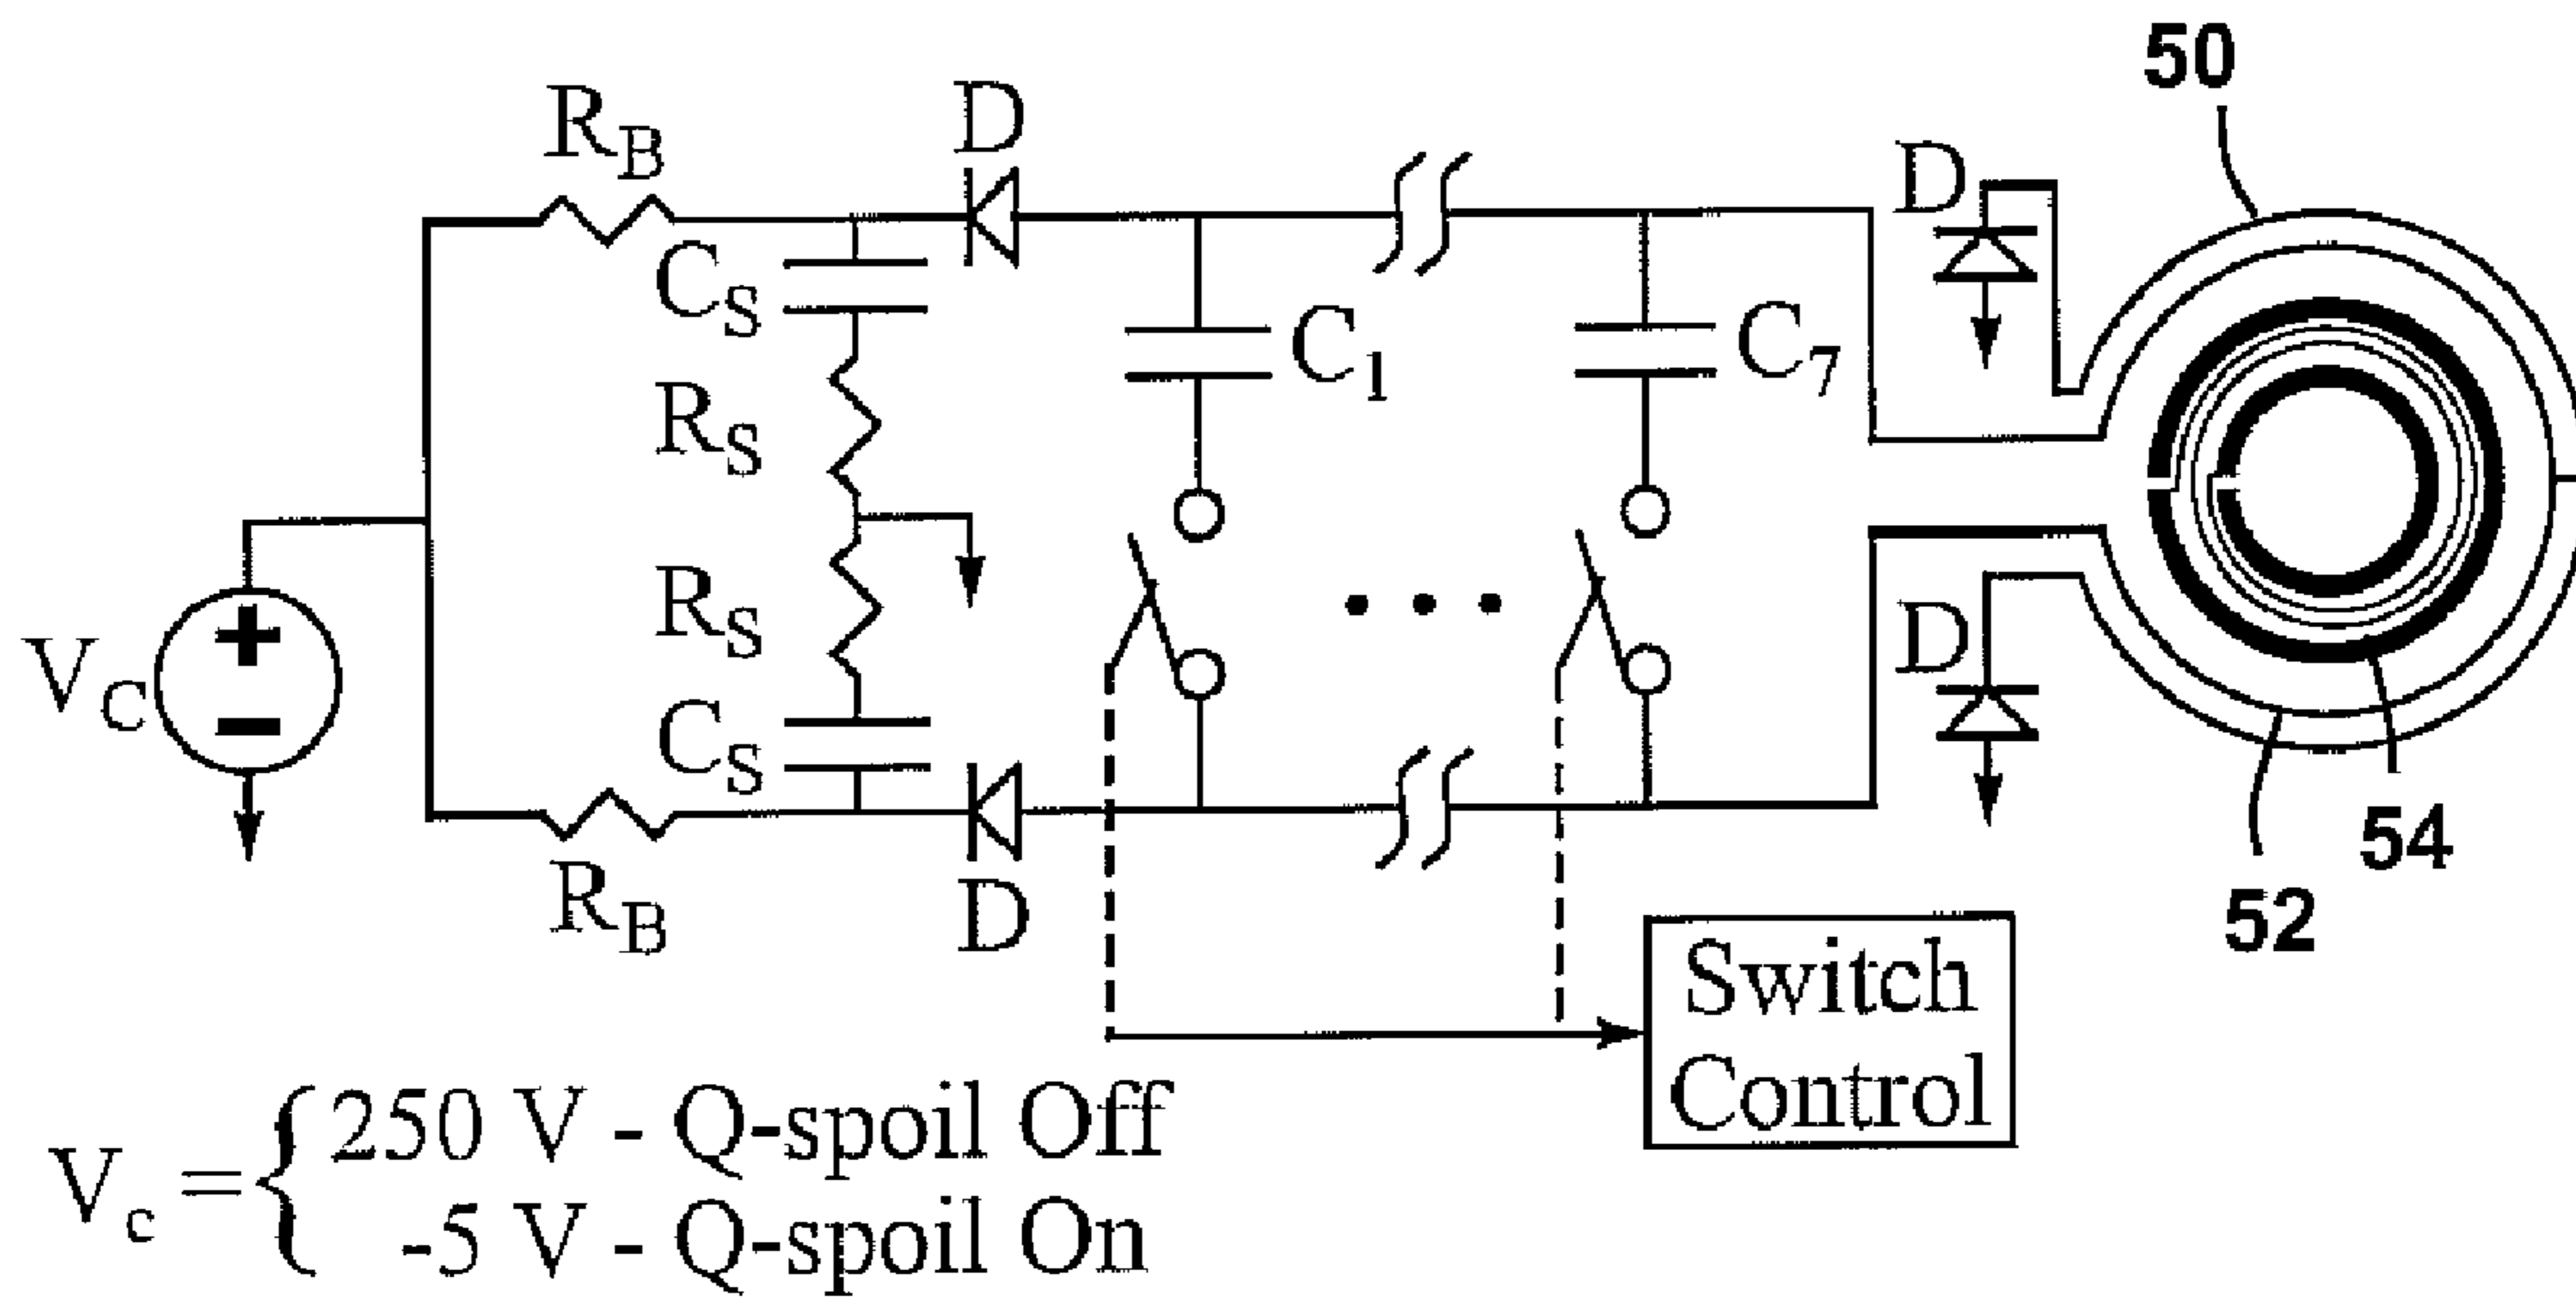 50
R_B
D
D
C_S
C_1
C_7
R_S
R_S
D
V_C
+
−
C_S
R_B
D
54
52
Switch
Control
V_c = { 250 V - Q-spoil Off
-5 V - Q-spoil On